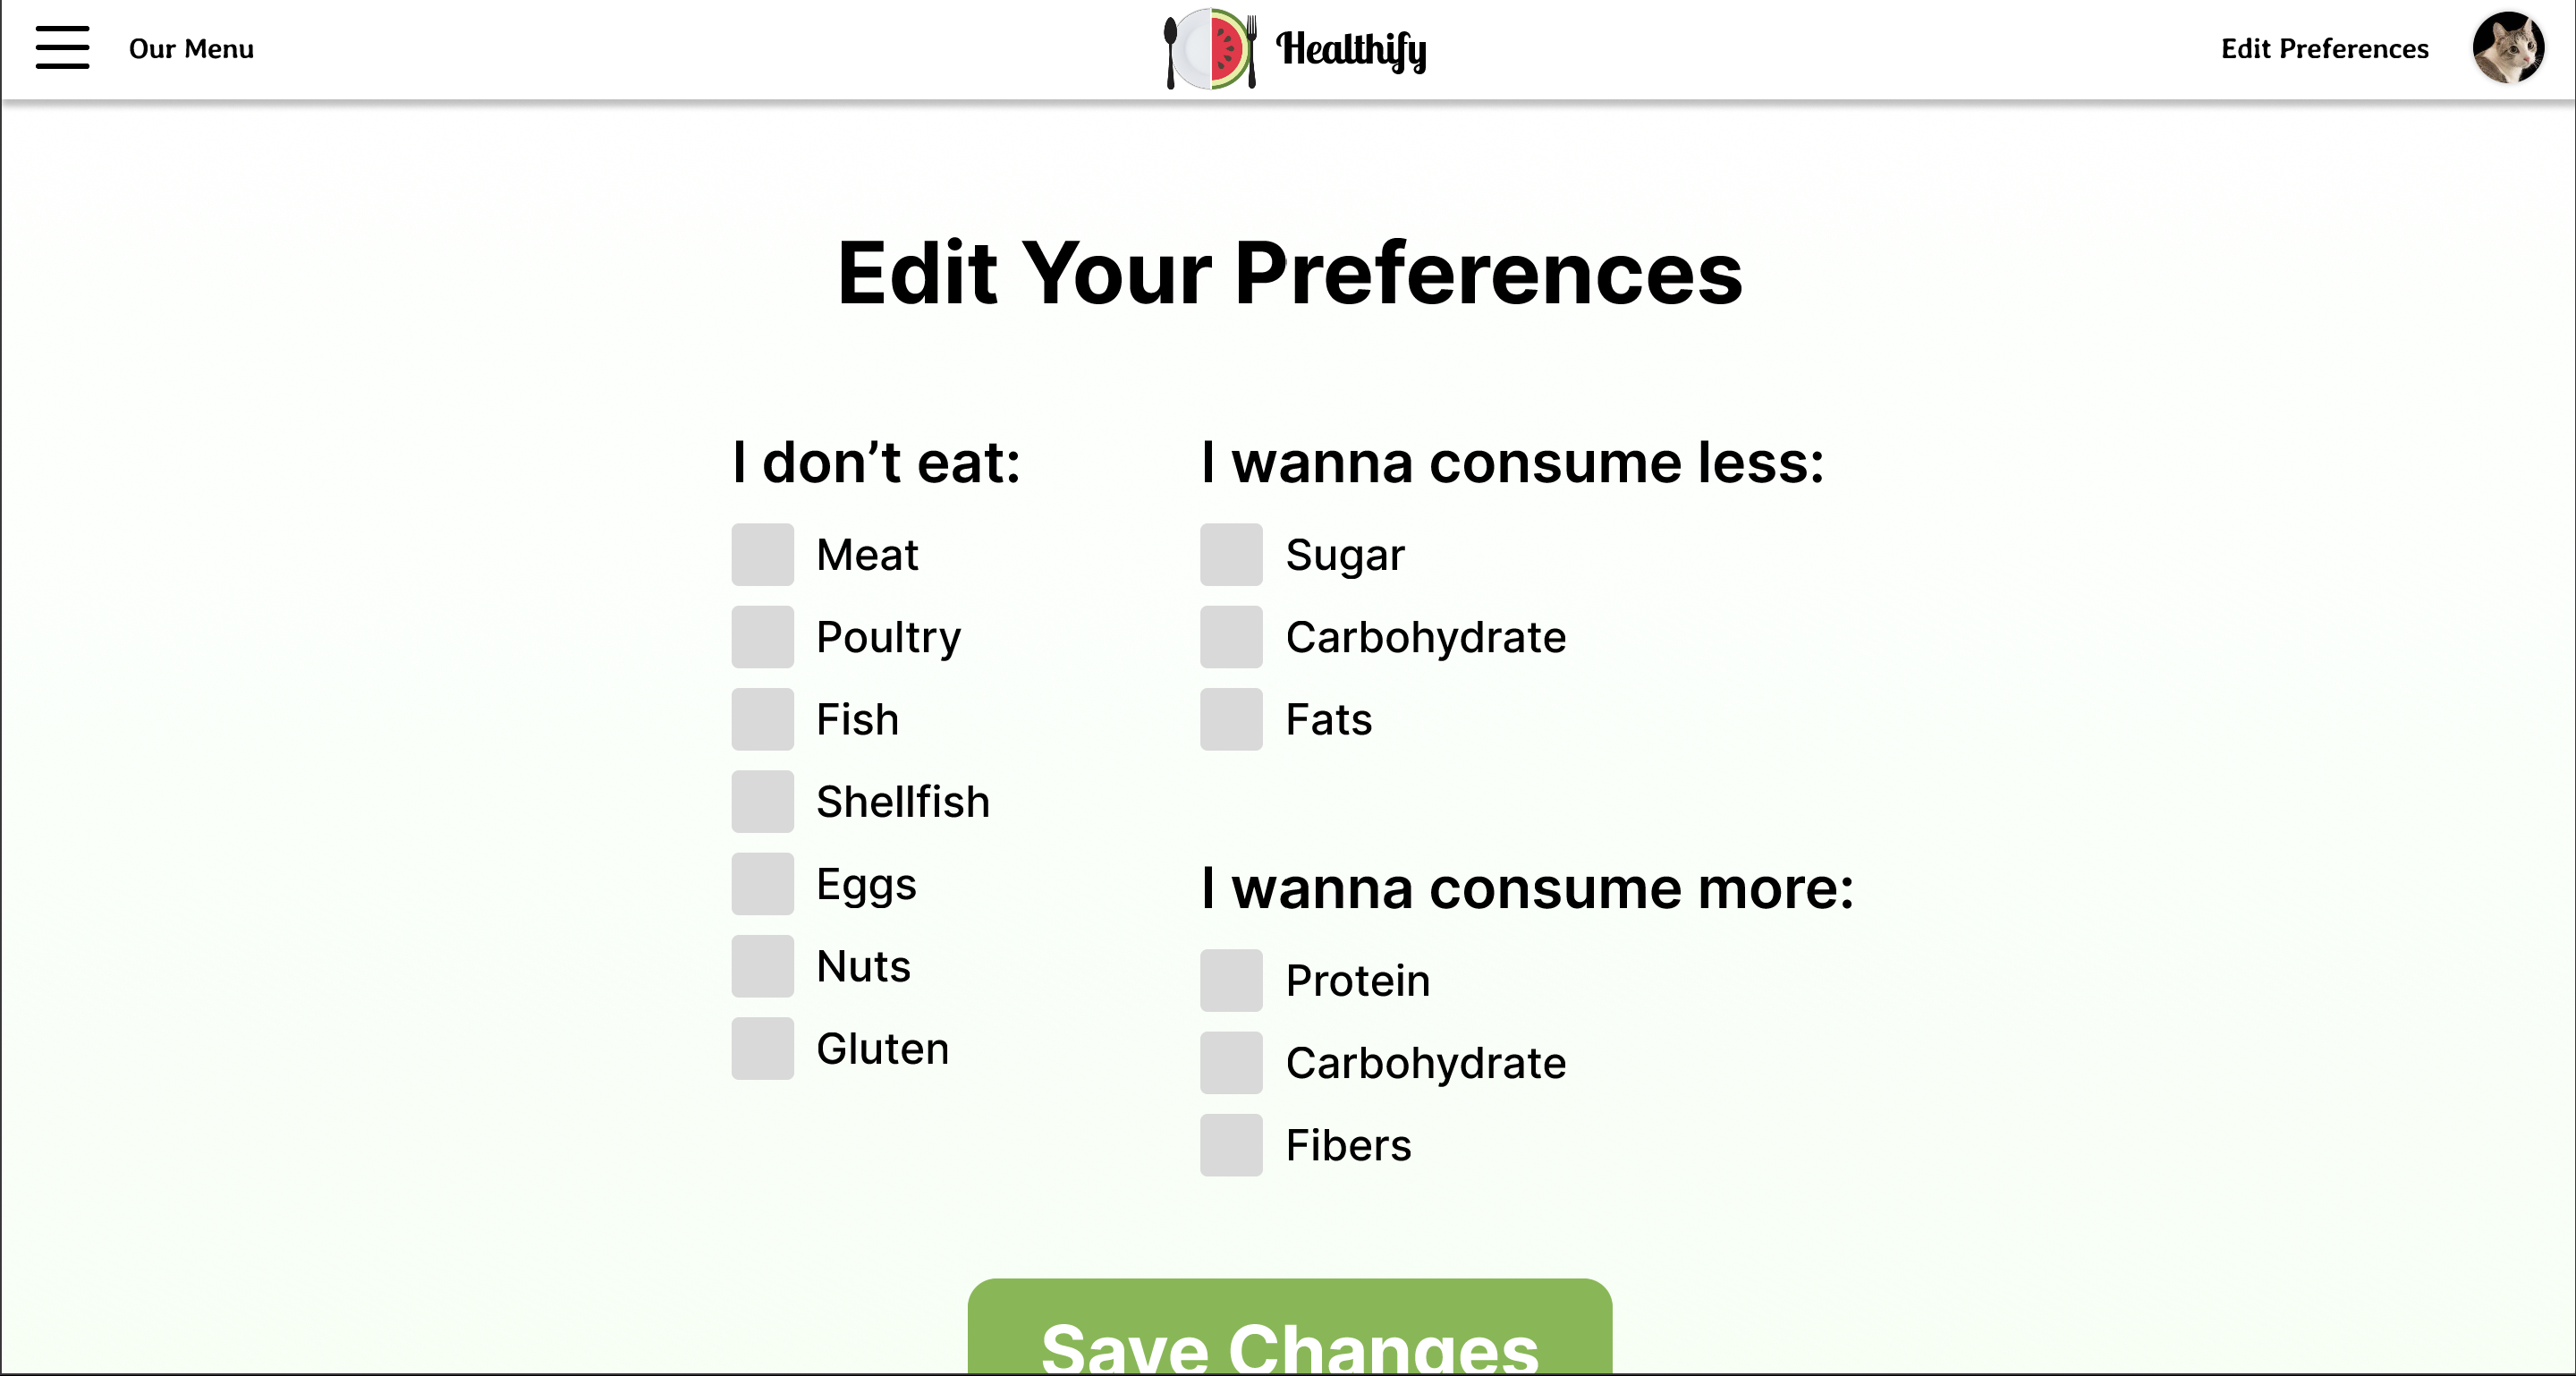 Our Menu
Healthify
Edit Preferences
Edit Your Preferences
I don’t eat:
Meat
Poultry
Fish
Shellfish
Eggs
Nuts
Gluten
I wanna consume less:
Sugar
Carbohydrate
Fats
I wanna consume more:
Protein
Carbohydrate
Fibers
Save Changes